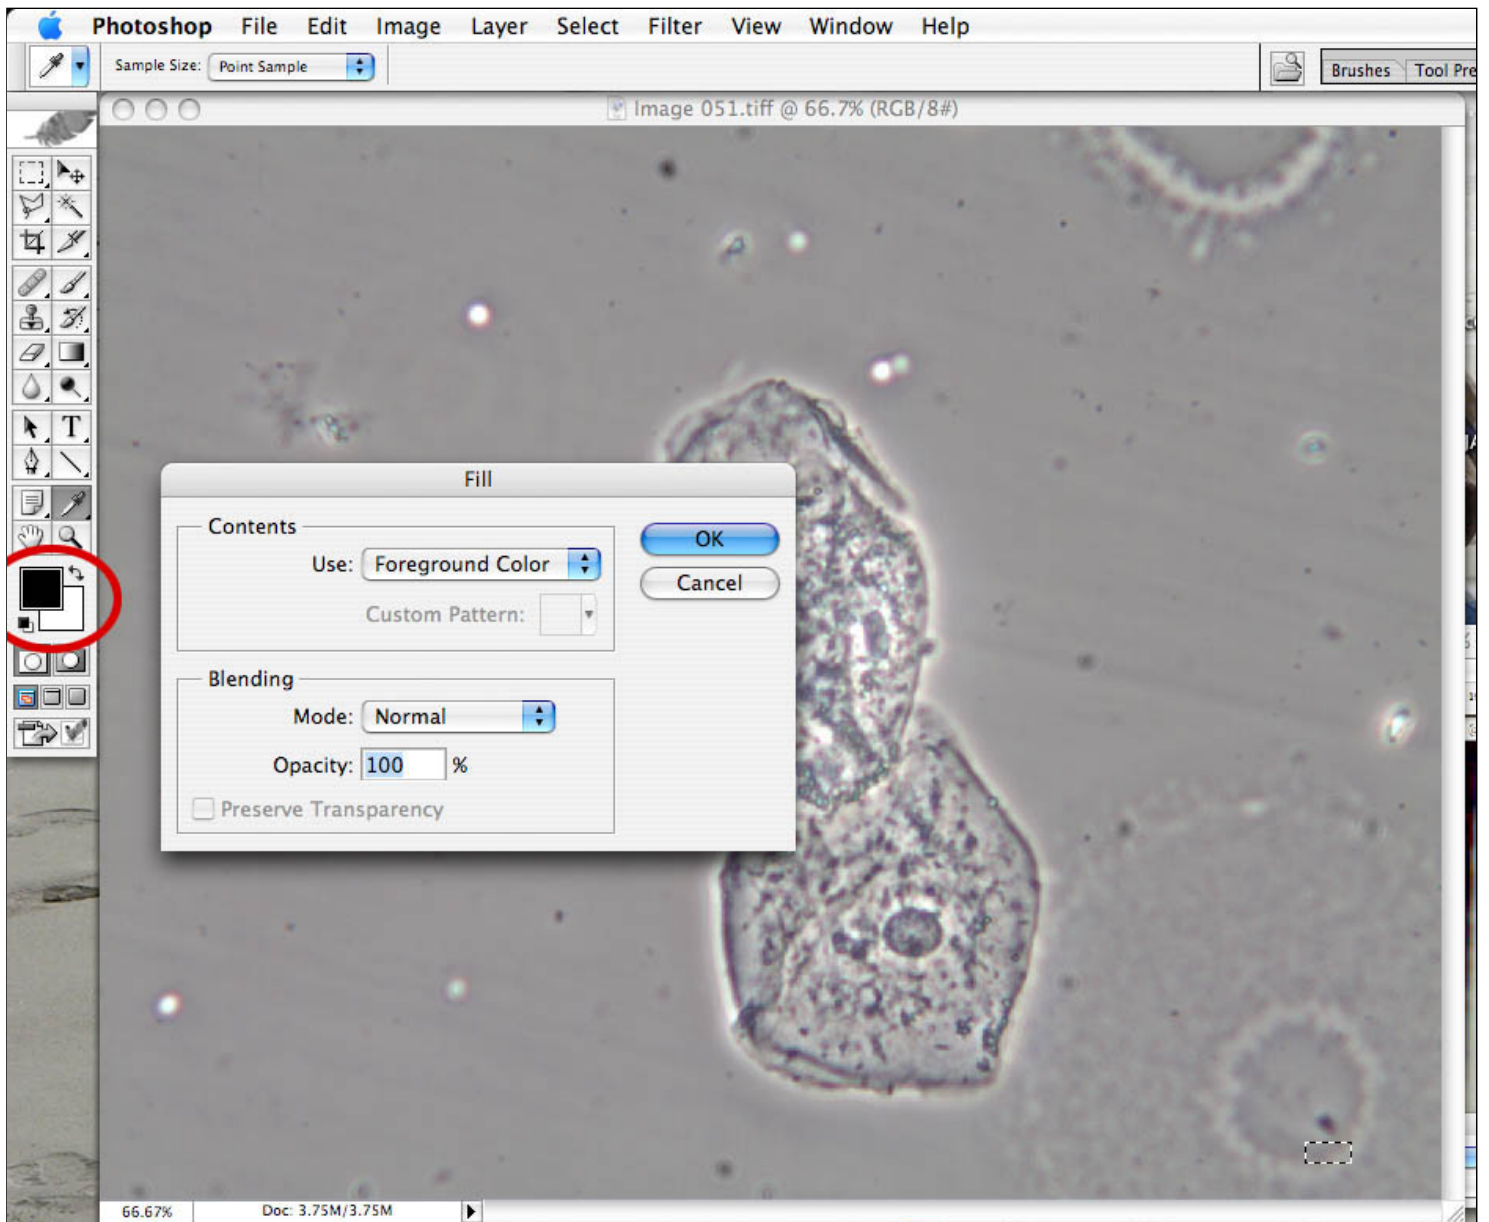 Photoshop File Edit Image Layer Select Filter View Window Help
Sample Size: Point Sample
Brushes Tool Pre
Image 051.tiff @ 66.7% (RGB/8#)
T
Fill
Contents
Use: Foreground Color
Custom Pattern:
OK
Cancel
Blending
Mode: Normal
Opacity: 100 %
Preserve Transparency
66.67% Doc: 3.75M/3.75M